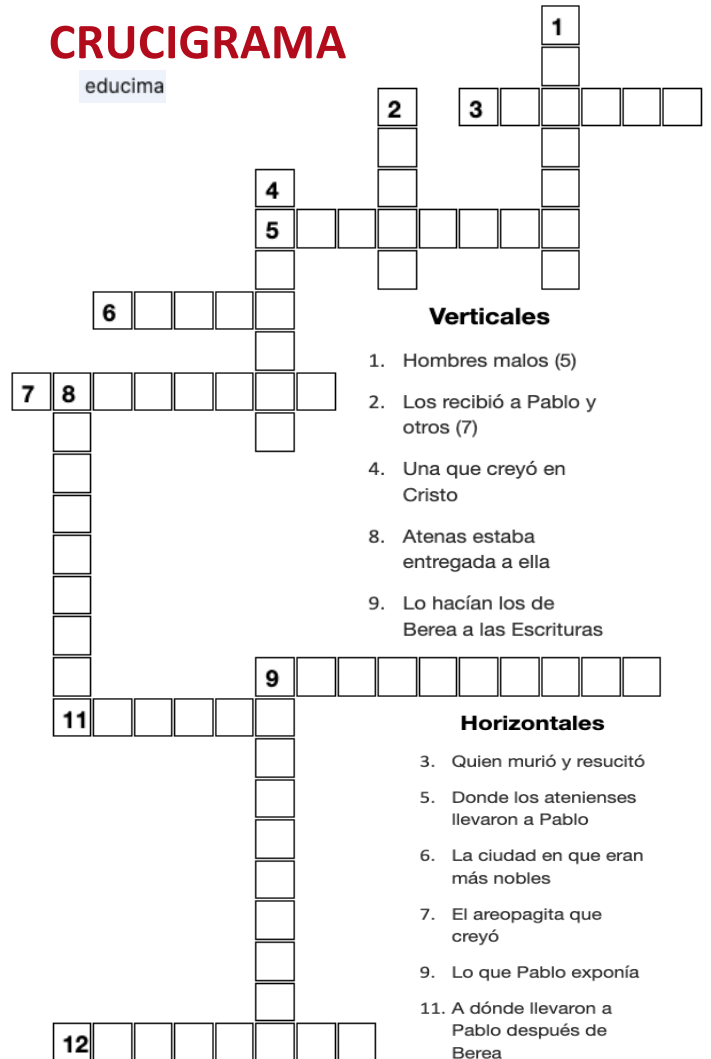 CRUCIGRAMA
educima
1
2
3
4
5
6
7
8
9
11
12
Verticales
1. Hombres malos (5)
2. Los recibió a Pablo y
otros (7)
4. Una que creyó en
Cristo
8. Atenas estaba
entregada a ella
9. Lo hacían los de
Berea a las Escrituras
Horizontales
3. Quien murió y resucitó
5. Donde los atenienses
llevaron a Pablo
6. La ciudad en que eran
más nobles
7. El areopagita que
creyó
9. Lo que Pablo exponía
11. A dónde llevaron a
Pablo después de
Berea